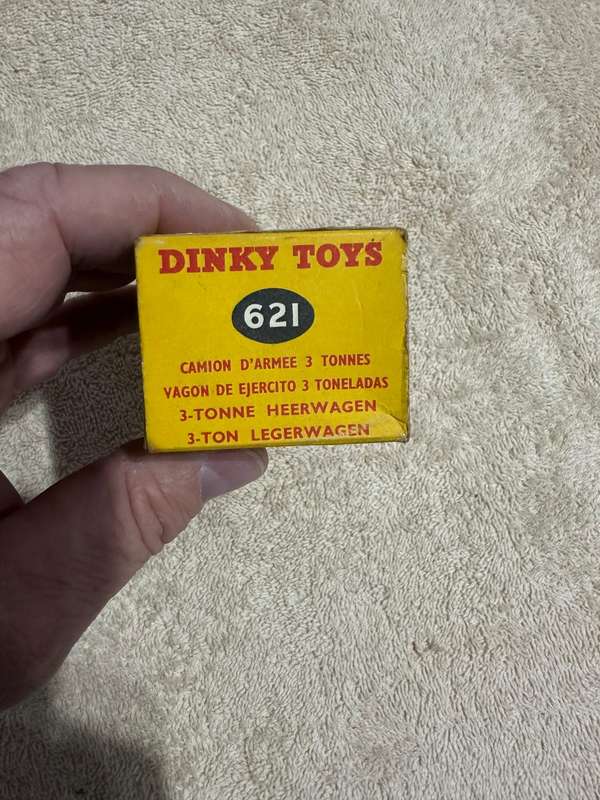 DINKY TOYS
621
CAMION D'ARMEE 3 TONNES
VAGON DE EJERCITO 3 TONELADAS
3-TONNE HEERWAGEN
3-TON LEGERWAGEN